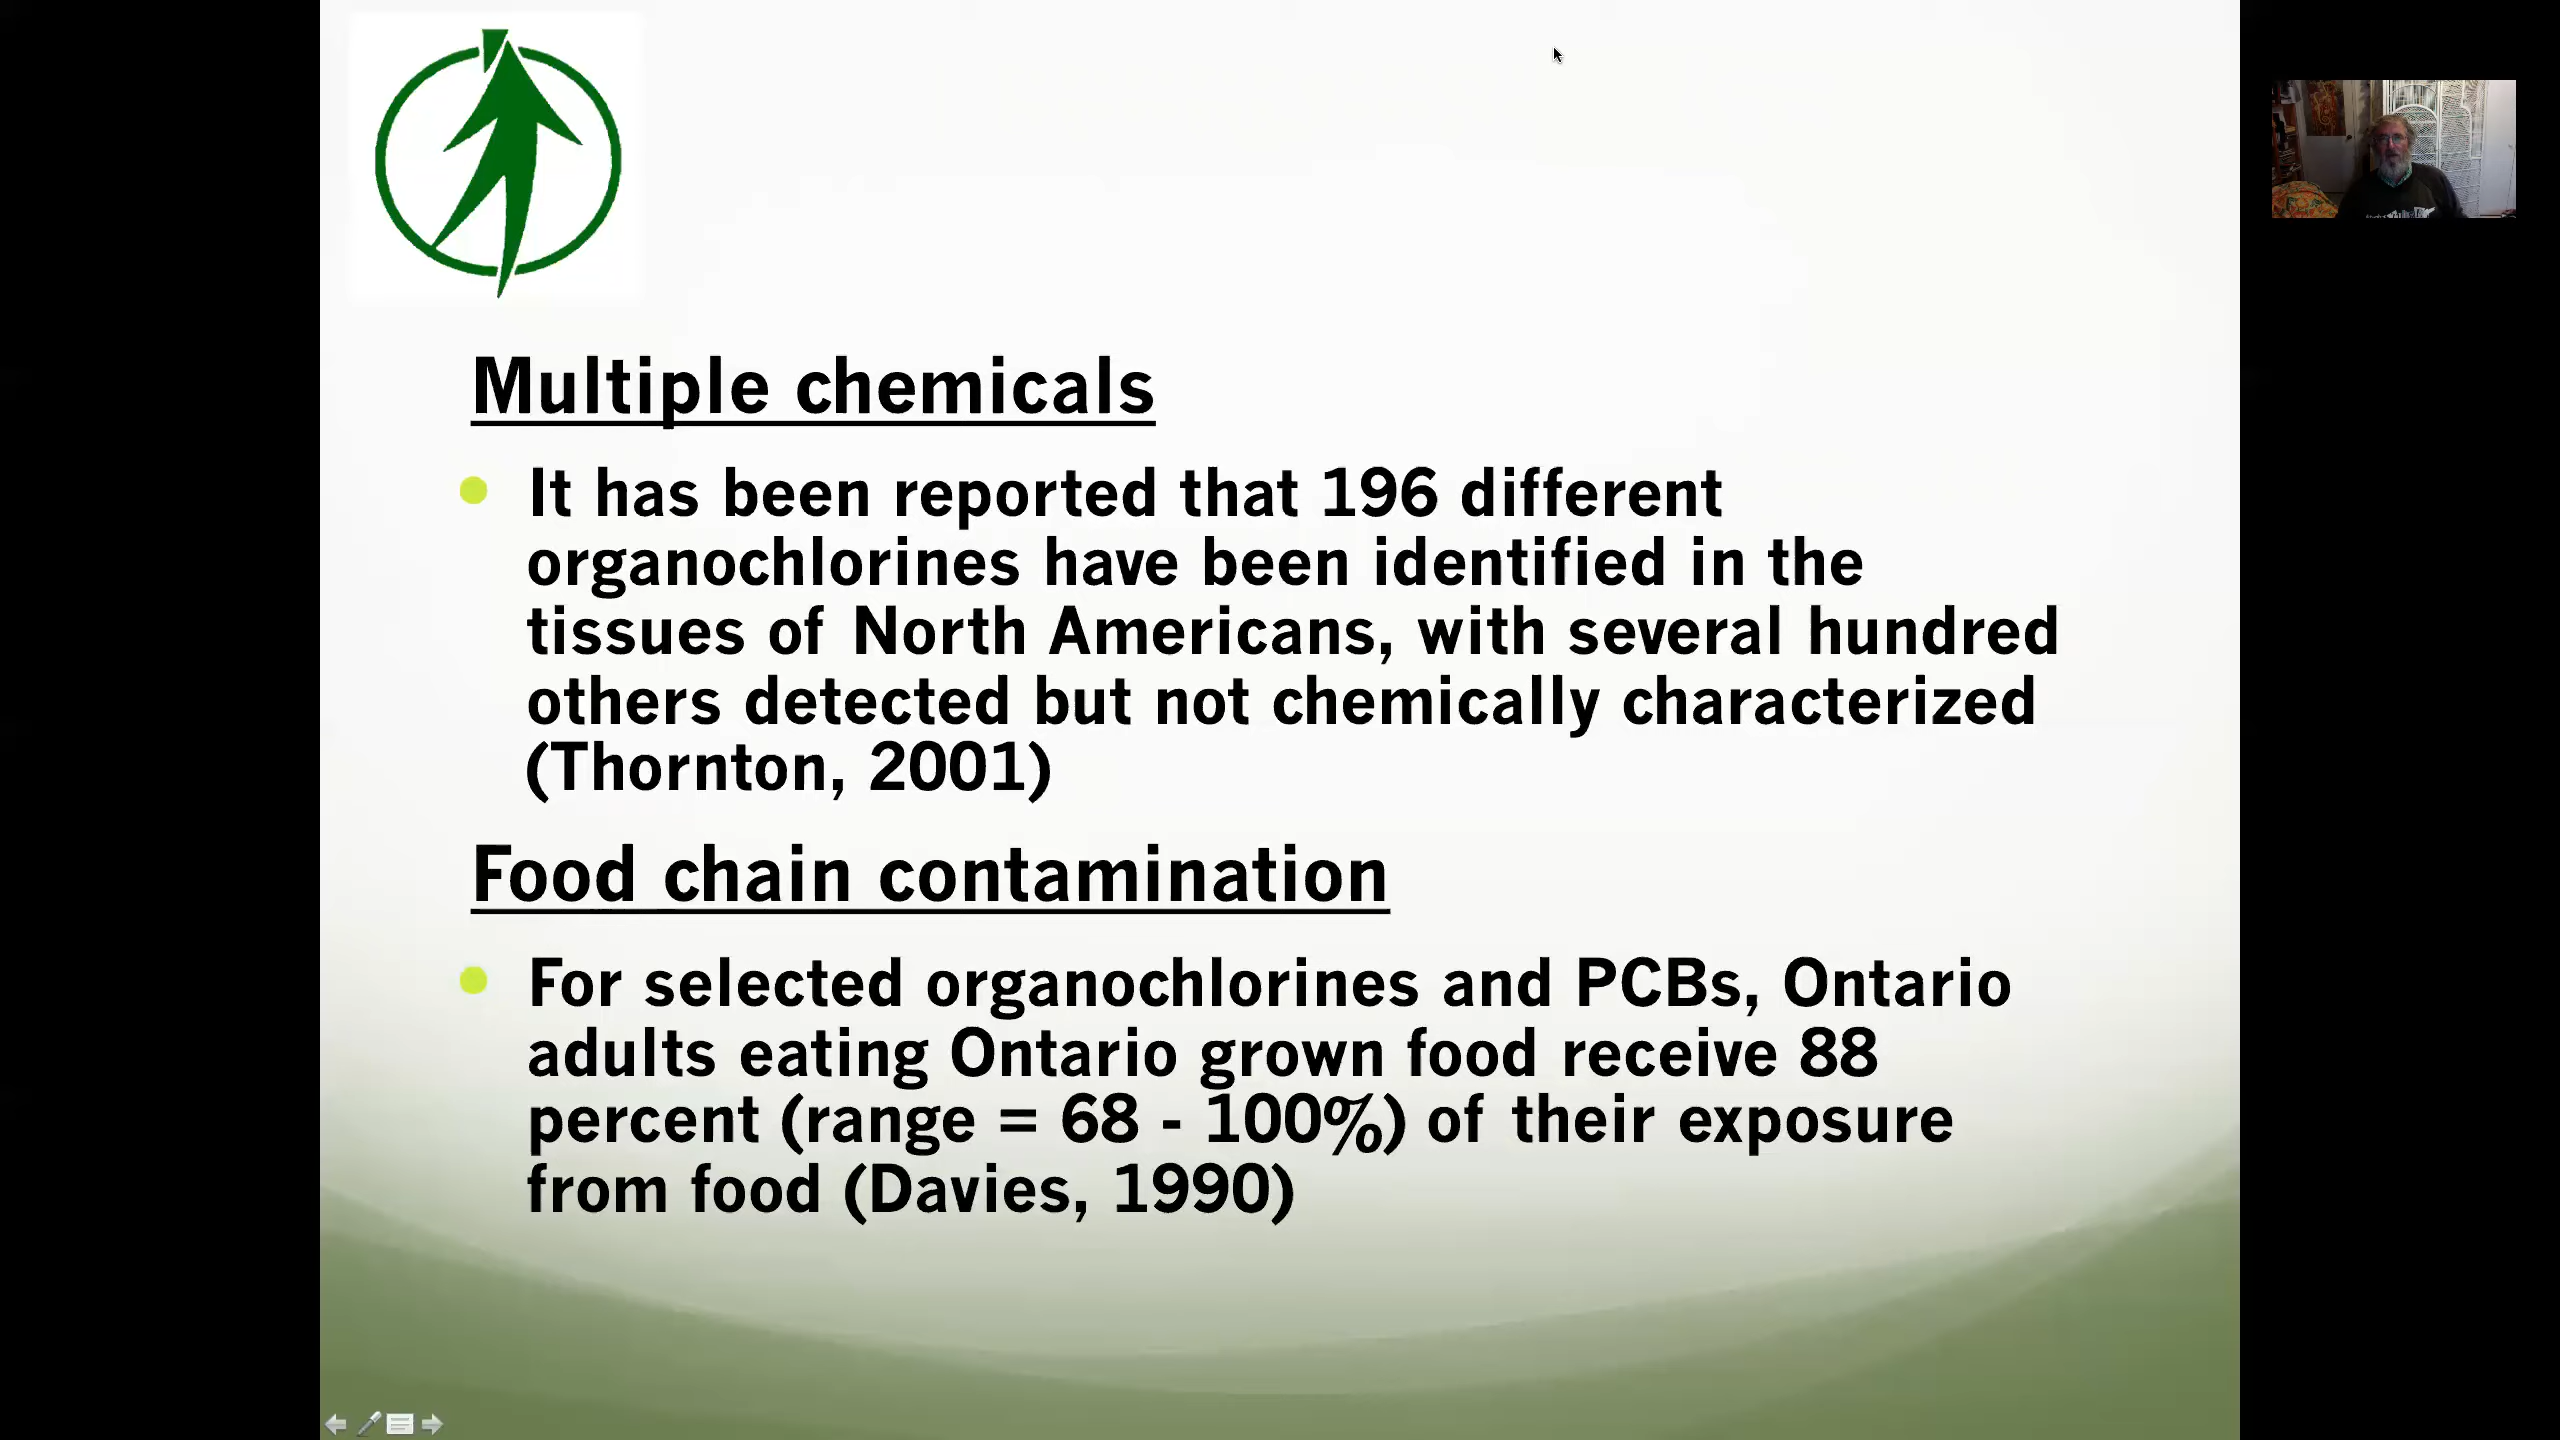 Multiple chemicals
It has been reported that 196 different
organochlorines have been identified in the
tissues of North Americans, with several hundred
others detected but not chemically characterized
(Thornton, 2001)
Food chain contamination
For selected organochlorines and PCBs, Ontario
adults eating Ontario grown food receive 88
percent (range = 68 - 100%) of their exposure
from food (Davies, 1990)